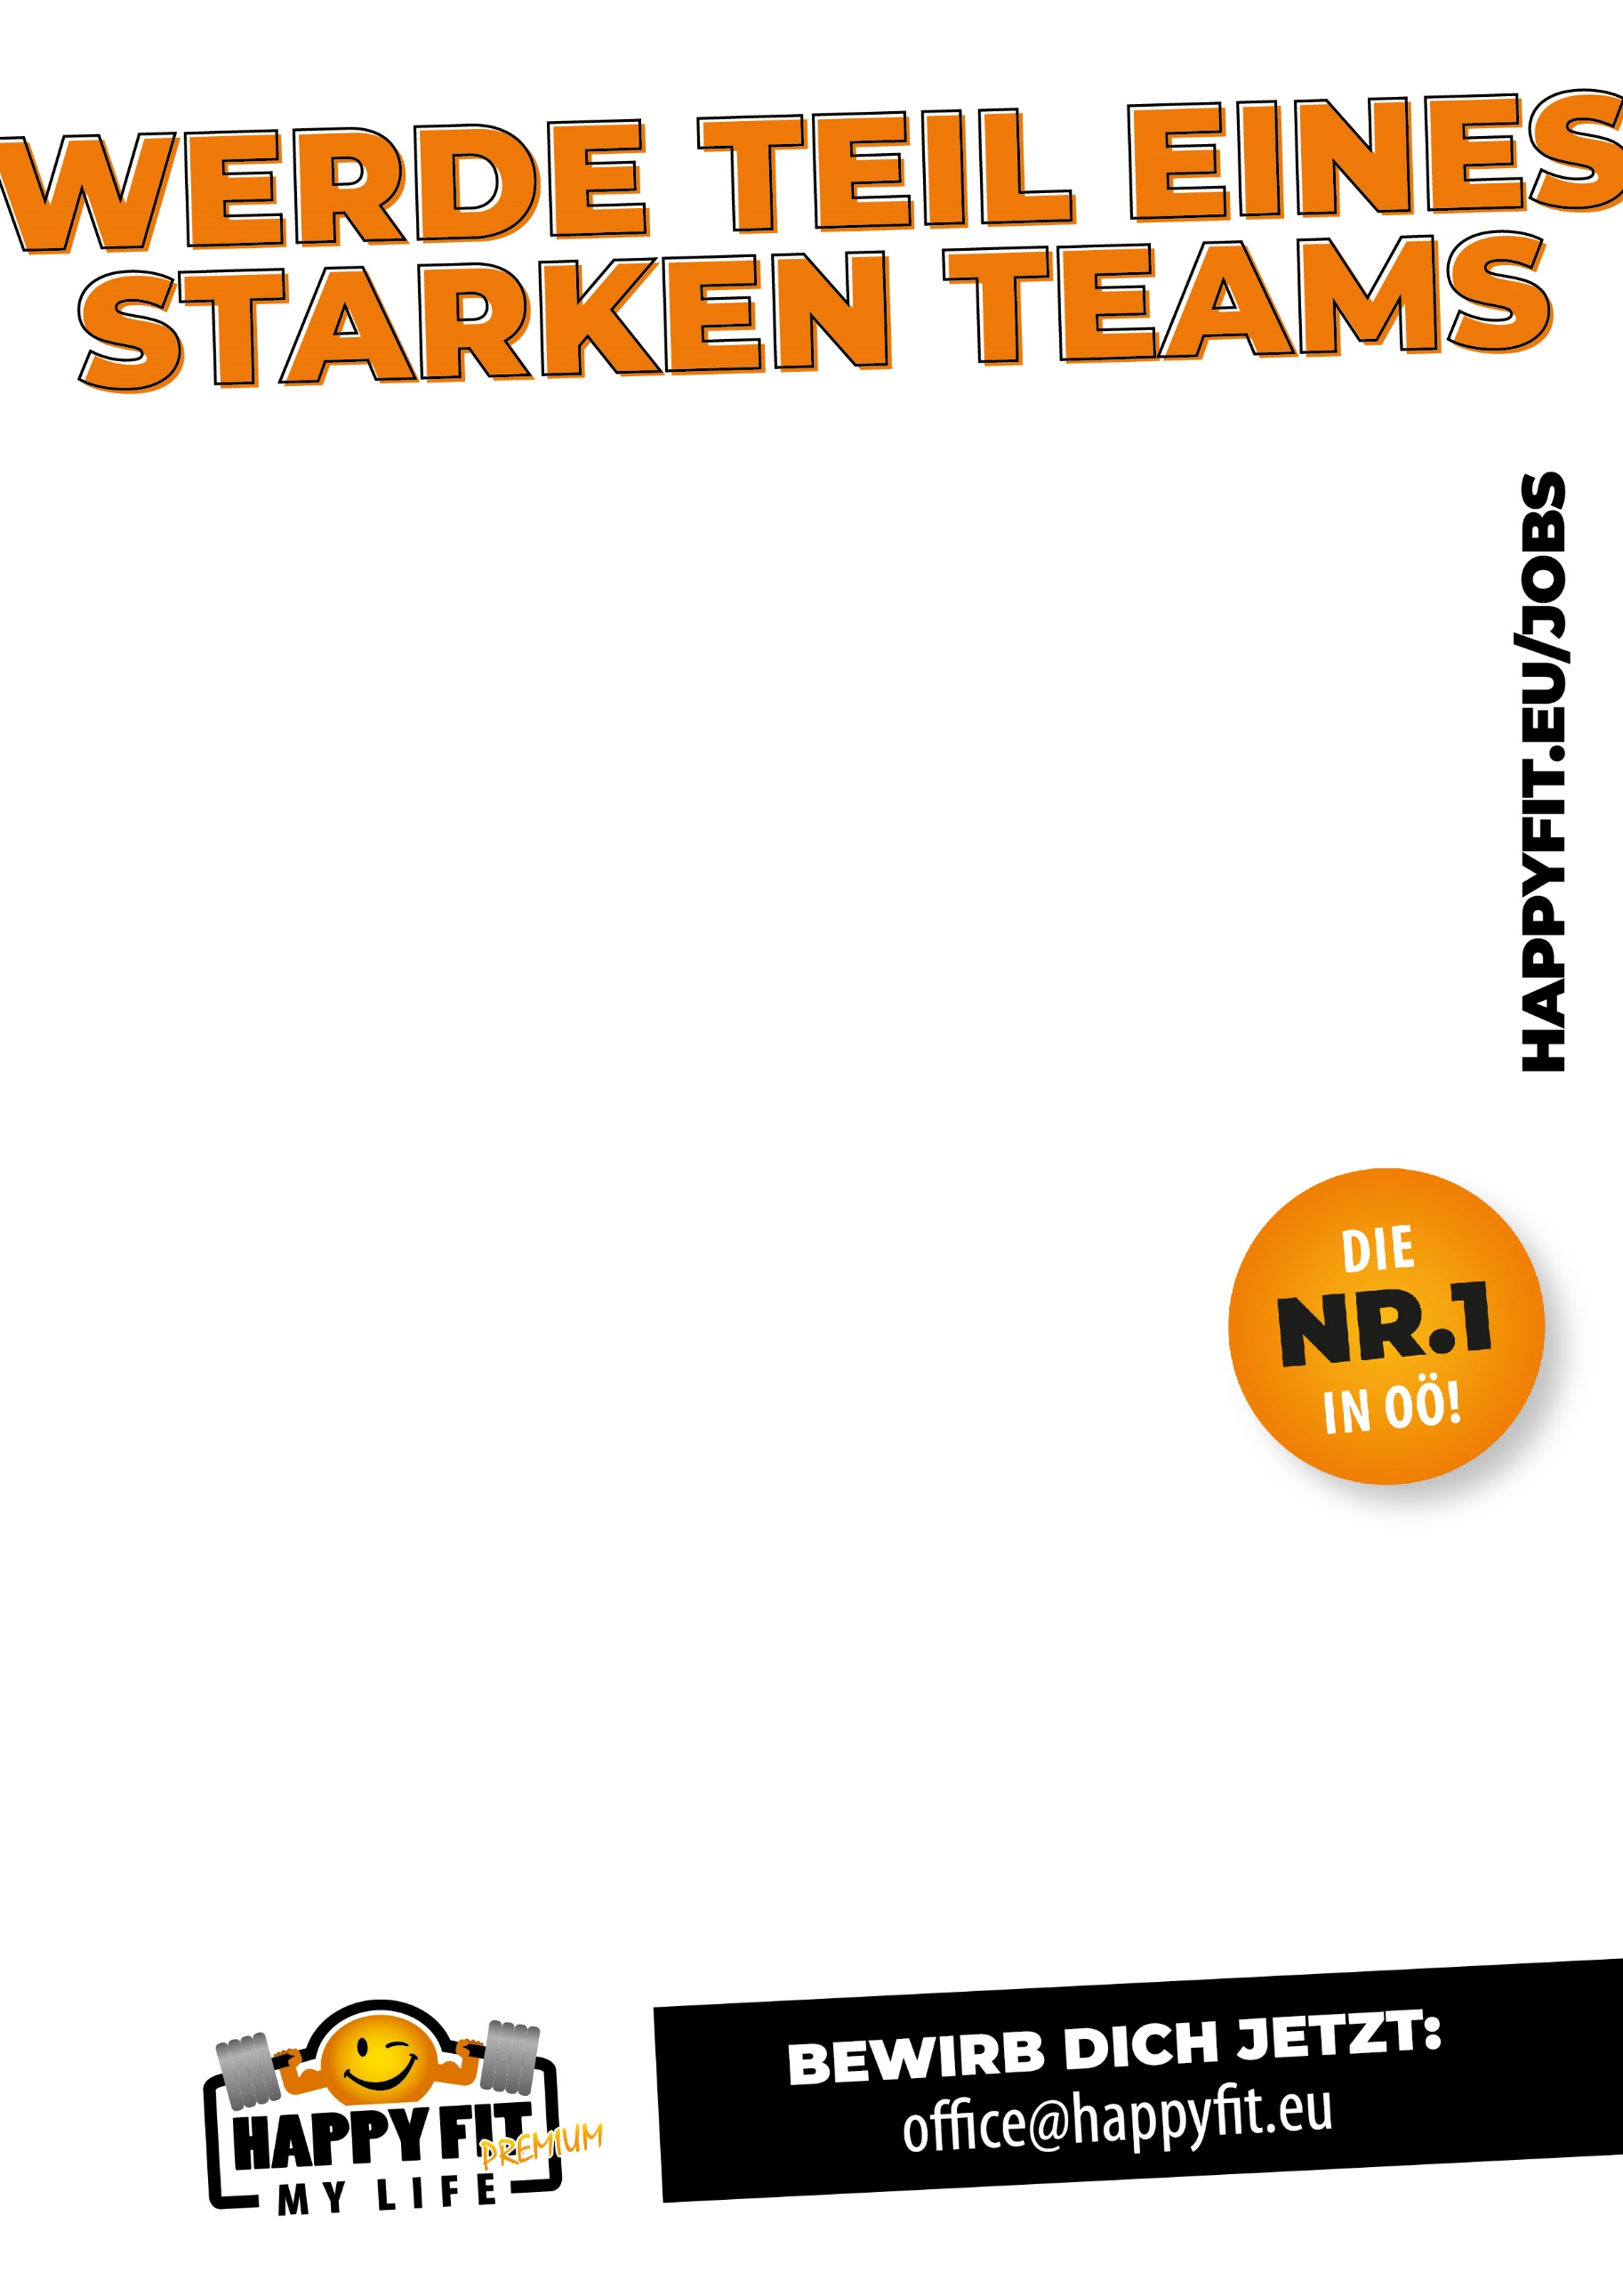 WERDE TEIL EINES
STARKEN TEAMS
HAPPYFIT.EU/JOBS
DIE
NR.1
IN OÖ!
HAPPY FIT
PREMIUM
MY LIFE
BEWIRB DICH JETZT:
office@happyfit.eu